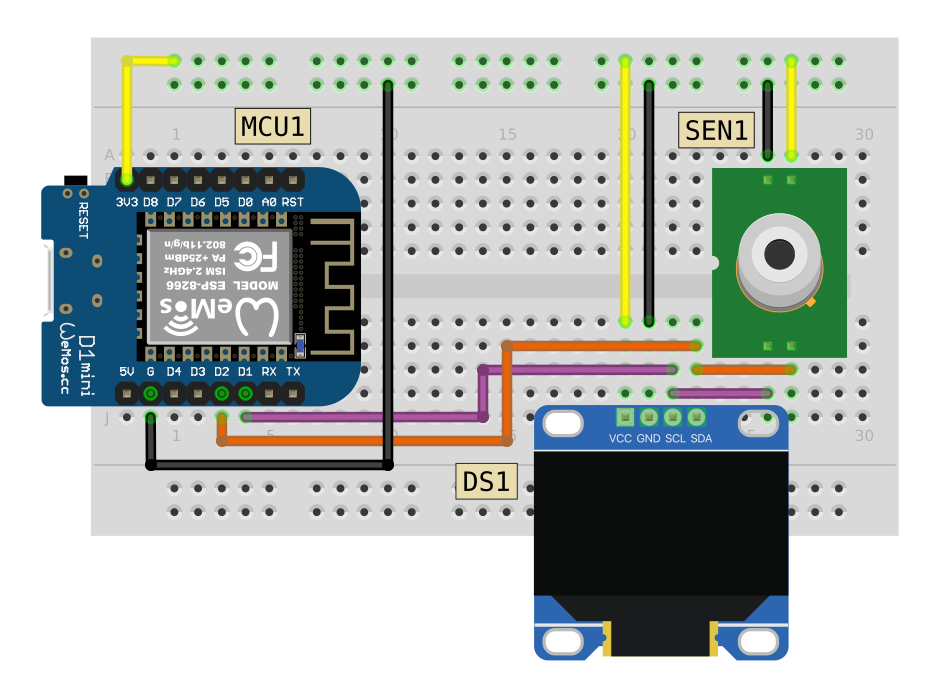 1
10
15
20
30
MCU1
SEN1
A
3V3 D8 D7 D6 D5 D0 A0 RST
RESET
802.11b/g/n
PA +25dBm
ISM 2.4GHz
MODEL ESP-8266
FC
WeMos
D1 mini
WeMos.cc
5V G D4 D3 D2 D1 RX TX
J
1
5
15
30
VCC GND SCL SDA
DS1